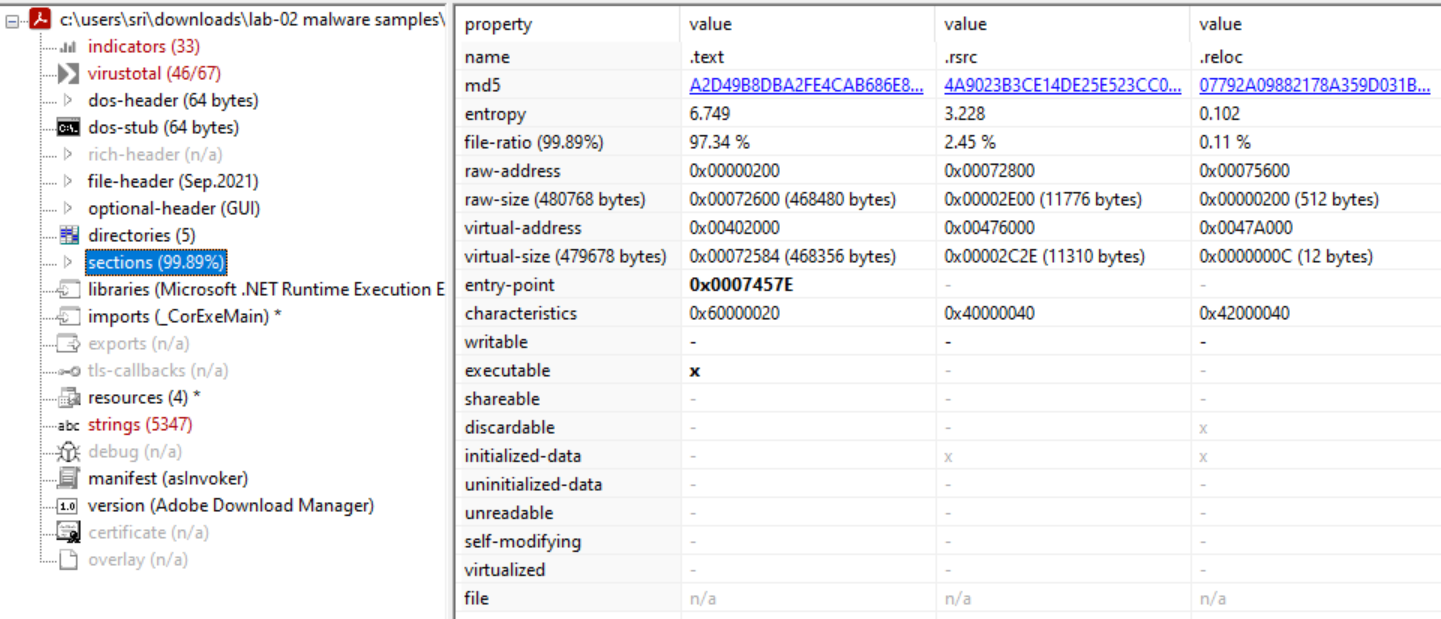 c:\users\sri\downloads\lab-02 malware samples\
indicators (33)
virustotal (46/67)
dos-header (64 bytes)
dos-stub (64 bytes)
rich-header (n/a)
file-header (Sep.2021)
optional-header (GUI)
directories (5)
sections (99.89%)
libraries (Microsoft .NET Runtime Execution E
imports (_CorExeMain) *
exports (n/a)
tls-callbacks (n/a)
resources (4) *
abc strings (5347)
debug (n/a)
manifest (asInvoker)
1.0 version (Adobe Download Manager)
certificate (n/a)
overlay (n/a)
property value value value
name .text .rsrc .reloc
md5 A2D49B8DBA2FE4CAB686E8... 4A9023B3CE14DE25E523CC0... 07792A09882178A359D031B...
entropy 6.749 3.228 0.102
file-ratio (99.89%) 97.34 % 2.45 % 0.11 %
raw-address 0x00000200 0x00072800 0x00075600
raw-size (480768 bytes) 0x00072600 (468480 bytes) 0x00002E00 (11776 bytes) 0x00000200 (512 bytes)
virtual-address 0x00402000 0x00476000 0x0047A000
virtual-size (479678 bytes) 0x00072584 (468356 bytes) 0x00002C2E (11310 bytes) 0x0000000C (12 bytes)
entry-point 0x0007457E - -
characteristics 0x60000020 0x40000040 0x42000040
writable - - -
executable x - -
shareable - - -
discardable - - x
initialized-data - x x
uninitialized-data - - -
unreadable - - -
self-modifying - - -
virtualized - - -
file n/a n/a n/a